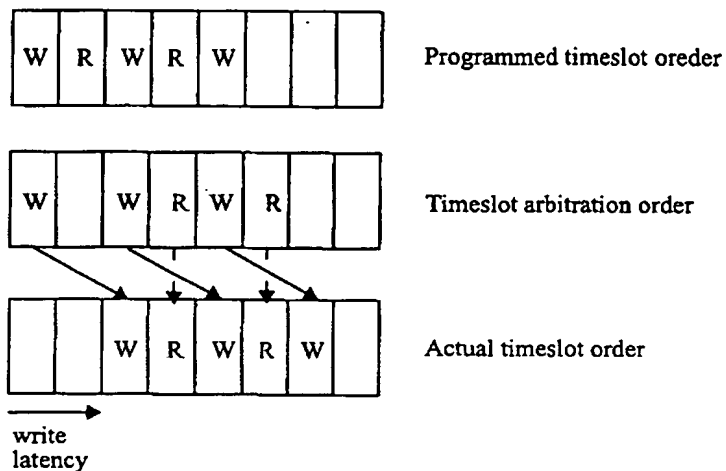 W R W R W Programmed timeslot oreder
W W R W R Timeslot arbitration order
W R W R W Actual timeslot order
write
latency